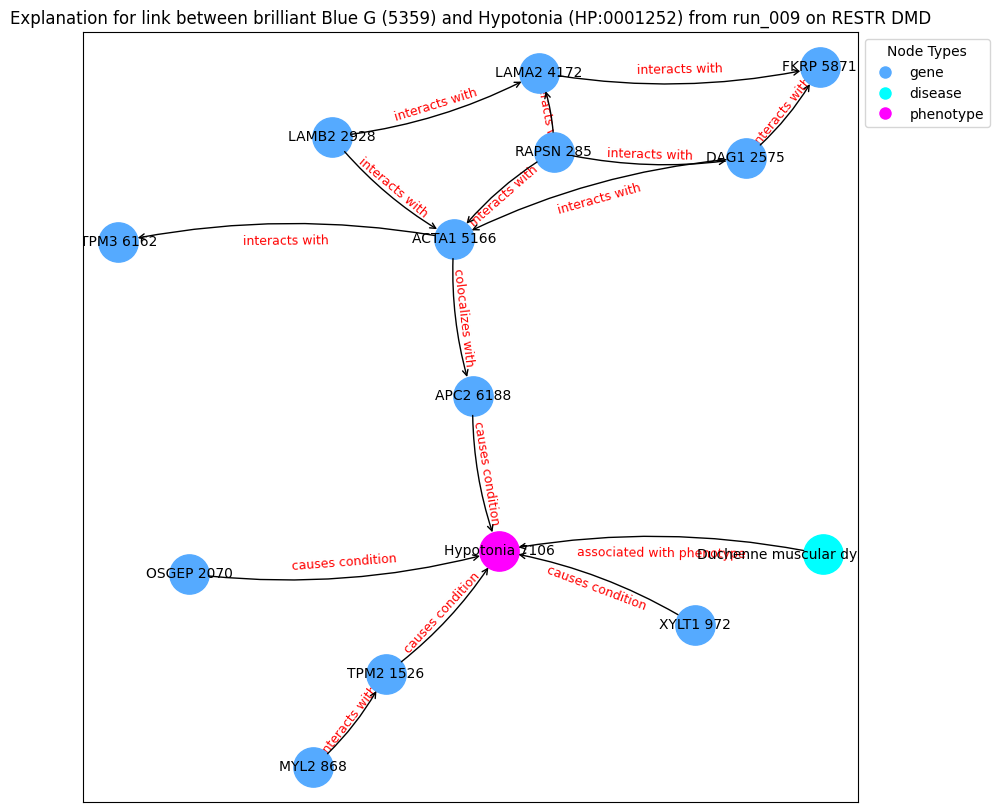 Explanation for link between brilliant Blue G (5359) and Hypotonia (HP:0001252) from run_009 on RESTR DMD
Node Types
gene
disease
phenotype
LAMA2 4172
interacts with
FKRP 5871
interacts with
LAMB2 2928
interacts with
RAPSN 285
interacts with
DAG1 2575
interacts with
interacts with
interacts with
TPM3 6162
interacts with
ACTA1 5166
colocalizes with
APC2 6188
causes condition
Hypotonia 7106
associated with phenotype
Duchenne muscular dy
OSGEP 2070
causes condition
causes condition
causes condition
XYLT1 972
TPM2 1526
interacts with
MYL2 868